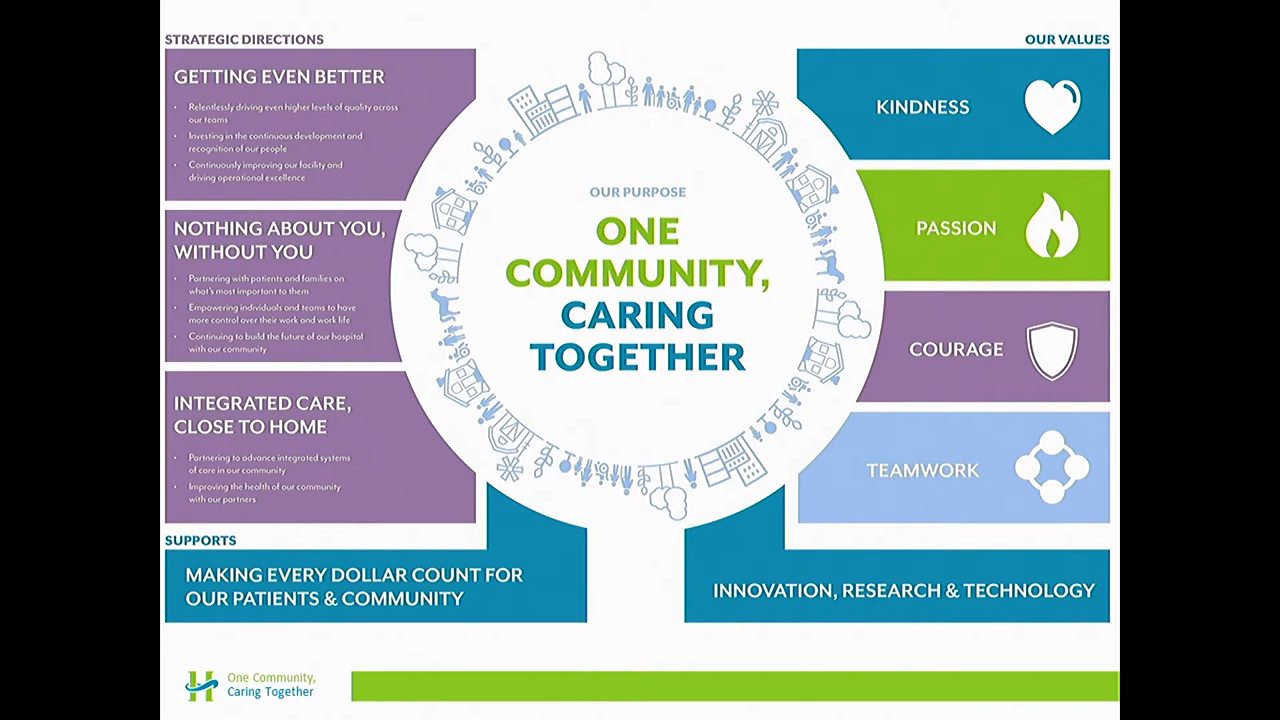 STRATEGIC DIRECTIONS
GETTING EVEN BETTER
• Relentlessly driving even higher levels of quality across
our teams
• Investing in the continuous development and
recognition of our people
• Continuously improving our facility and
driving operational excellence
NOTHING ABOUT YOU,
WITHOUT YOU
• Partnering with patients and families on
what's most important to them
• Empowering individuals and teams to have
more control over their work and work life
• Continuing to build the future of our hospital
with our community
INTEGRATED CARE,
CLOSE TO HOME
• Partnering to advance integrated systems
of care in our community
• Improving the health of our community
with our partners
OUR PURPOSE
ONE
COMMUNITY,
CARING
TOGETHER
OUR VALUES
KINDNESS
PASSION
COURAGE
TEAMWORK
SUPPORTS
MAKING EVERY DOLLAR COUNT FOR
OUR PATIENTS & COMMUNITY
INNOVATION, RESEARCH & TECHNOLOGY
H
One Community,
Caring Together